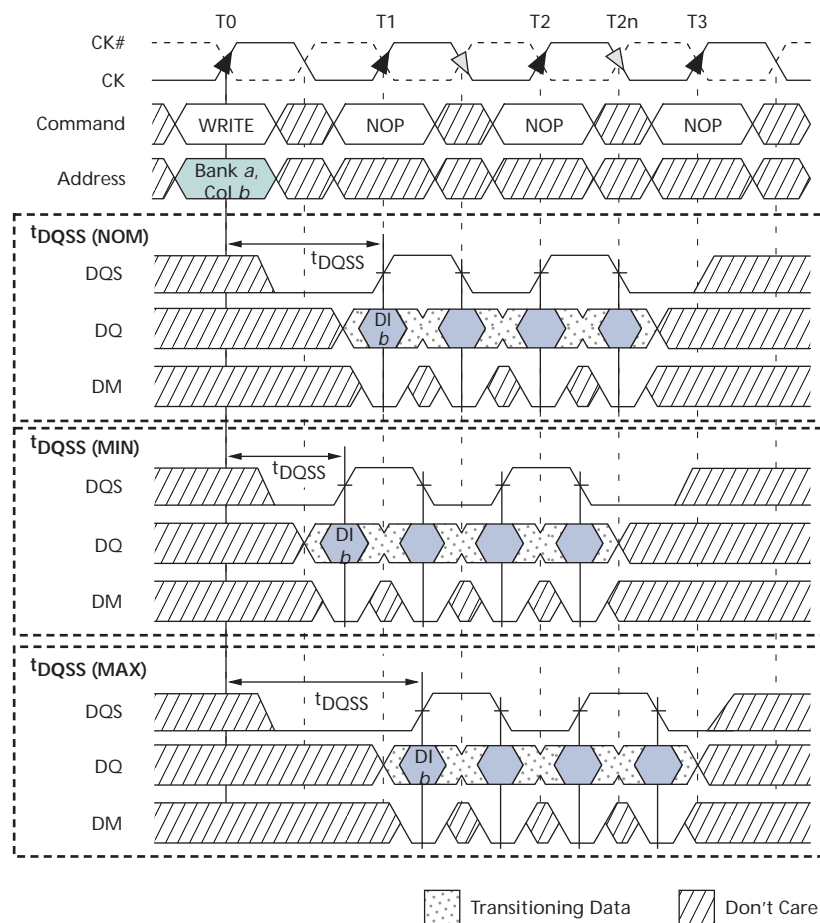 T0 T1 T2 T2n T3
CK#
CK
Command WRITE NOP NOP NOP
Address Bank a,
Col b
tDQSS (NOM)
tDQSS
DQS
DQ DI
b
DM
tDQSS (MIN)
tDQSS
DQS
DQ DI
b
DM
tDQSS (MAX)
tDQSS
DQS
DQ DI
b
DM
Transitioning Data Don't Care